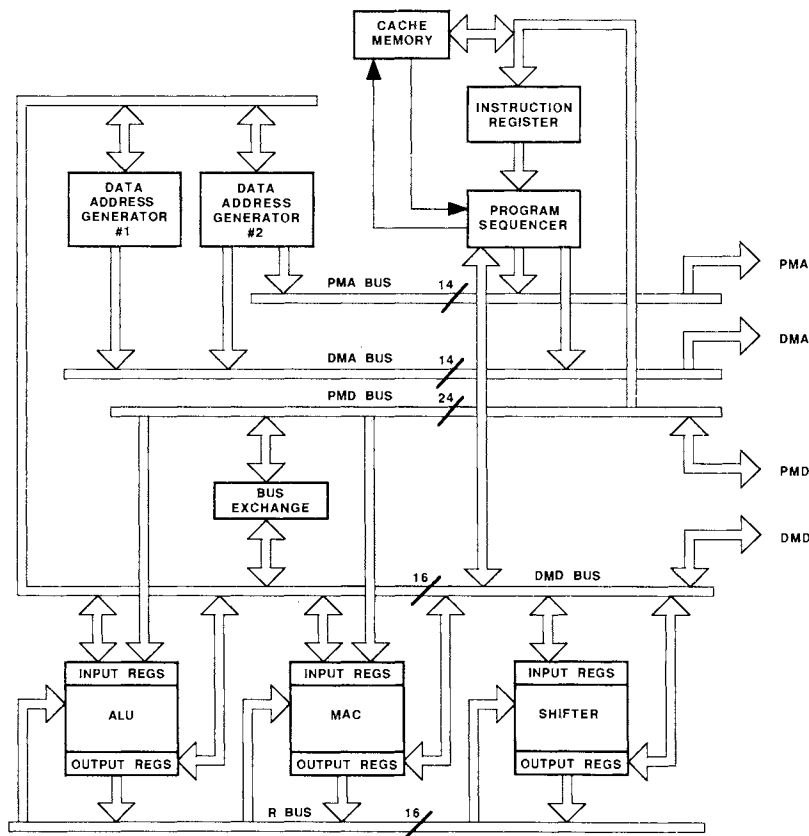 CACHE
MEMORY
INSTRUCTION
REGISTER
DATA
ADDRESS
GENERATOR
#1
DATA
ADDRESS
GENERATOR
#2
PROGRAM
SEQUENCER
PMA BUS
14
PMA
DMA BUS
14
DMA
PMD BUS
24
BUS
EXCHANGE
PMD
DMD
16
DMD BUS
INPUT REGS
ALU
OUTPUT REGS
INPUT REGS
MAC
OUTPUT REGS
INPUT REGS
SHIFTER
OUTPUT REGS
R BUS
16